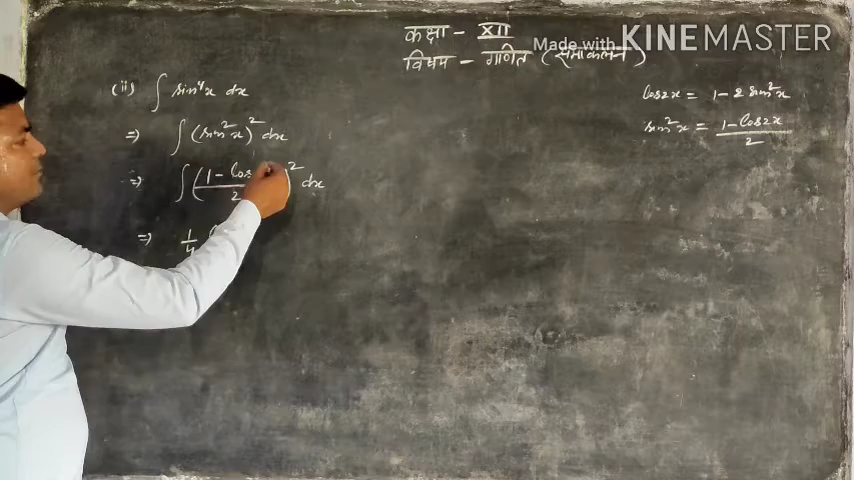 कक्षा - XII
विषय - गणित (समाकलन)
Made with KINEMASTER
(ii) ∫ sin⁴x dx
=) ∫ (sin²x)² dx
=) ∫ (1 - Cos / 2)² dx
=) 1/4
Cos2x = 1 - 2 sin²x
sin²x = 1 - Cos2x / 2